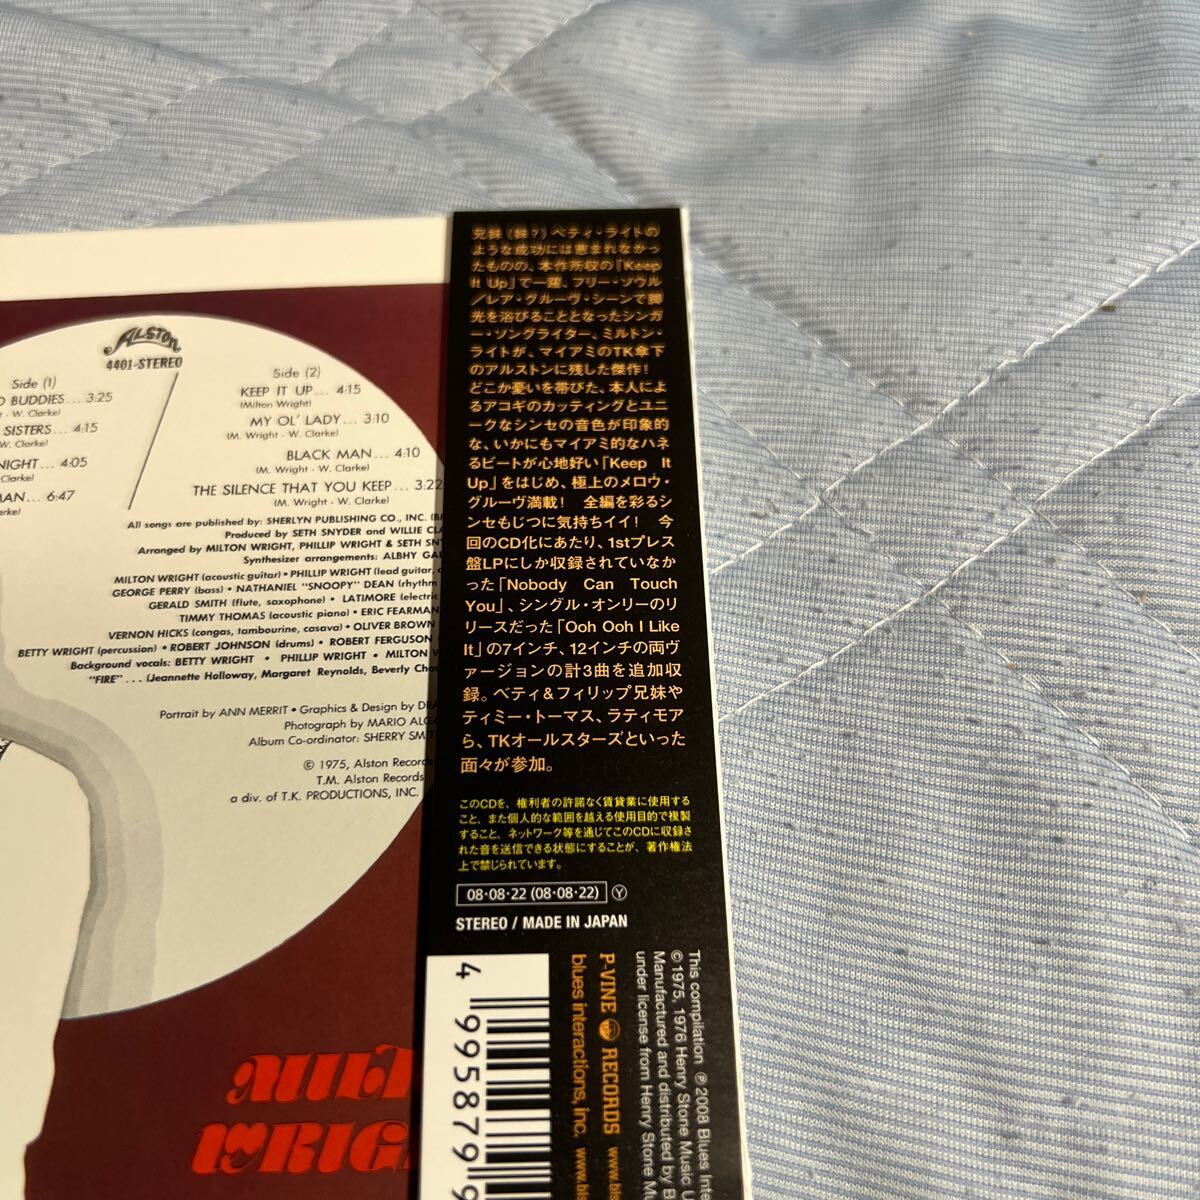 ALSTON
4401-STEREO
Side (1)
BUDDIES... 3:25
W. Clarke)
SISTERS... 4:15
W. Clarke)
NIGHT... 4:05
MAN... 6:47
Side (2)
KEEP IT UP... 4:15
(Milton Wright)
MY OL' LADY... 3:10
(M. Wright - W. Clarke)
BLACK MAN... 4:10
(M. Wright - W. Clarke)
THE SILENCE THAT YOU KEEP... 3:22
(M. Wright - W. Clarke)
All songs are published by: SHERLYN PUBLISHING CO., INC.
Produced by SETH SNYDER and WILLIE
Arranged by MILTON WRIGHT, PHILLIP WRIGHT & SETH
Synthesizer arrangements: ALBHY
MILTON WRIGHT (acoustic guitar) • PHILLIP WRIGHT (lead guitar,
GEORGE PERRY (bass) • NATHANIEL "SNOOPY" DEAN (rhythm
GERALD SMITH (flute, saxophone) • LATIMORE (electric
TIMMY THOMAS (acoustic piano) • ERIC FEARMAN
VERNON HICKS (congas, tambourine, casava) • OLIVER BROWN
BETTY WRIGHT (percussion) • ROBERT JOHNSON (drums) • ROBERT FERGUSON
Background vocals: BETTY WRIGHT • PHILLIP WRIGHT • MILTON
"FIRE"... (Jeannette Holloway, Margaret Reynolds, Beverly
Portrait by ANN MERRIT • Graphics & Design by
Photograph by MARIO
Album Co-ordinator: SHERRY
© 1975, Alston Records
T.M. Alston Records
a div. of T.K. PRODUCTIONS, INC.
兄妹（姉？）ベティ・ライトの
ような成功には恵まれなかっ
たものの、本作所収の「Keep
It Up」で一躍、フリー・ソウル
／レア・グルーヴ・シーンで脚
光を浴びることとなったシンガ
ー・ソングライター、ミルトン・
ライトが、マイアミのTK傘下
のアルストンに残した傑作！
どこか憂いを帯びた、本人によ
るアコギのカッティングとユニ
ークなシンセの音色が印象的
な、いかにもマイアミ的なハネ
るビートが心地好い「Keep It
Up」をはじめ、極上のメロウ・
グルーヴ満載！ 全編を彩るシ
ンセもじつに気持ちイイ！ 今
回のCD化にあたり、1stプレス
盤LPにしか収録されていなか
った「Nobody Can Touch
You」、シングル・オンリーのリ
リースだった「Ooh Ooh I Like
It」の7インチ、12インチの両ヴ
ァージョンの計3曲を追加収
録。ベティ＆フィリップ兄妹や
ティミー・トーマス、ラティモア
ら、TKオールスターズといった
面々が参加。
このCDを、権利者の許諾なく賃貸業に使用する
こと、また個人的な範囲を越える使用目的で複製
すること、ネットワーク等を通じてこのCDに収録さ
れた音を送信できる状態にすることが、著作権法
上で禁じられています。
08・08・22 (08・08・22) Y
STEREO / MADE IN JAPAN
This compilation ℗ 2008 Blues
© 1975, 1976 Henry Stone Music
Manufactured and distributed by
under license from Henry Stone
P-VINE RECORDS
blues interactions, inc.
4 995879